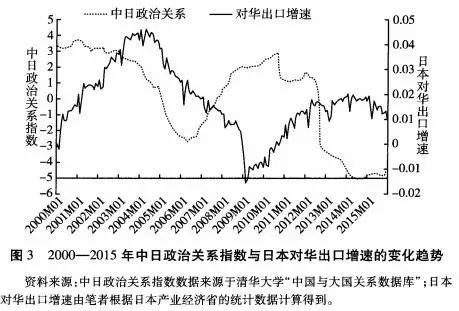 中日政治关系 对华出口增速
5 0.05
4 0.04
3
2 0.03
1 0.02
0
-1 0.01
-2 0
-3
-4 -0.01
-5
-6 -0.02
中日政治关系指数
日本对华出口增速
2000M01 2001M01 2002M01 2003M01 2004M01 2005M01 2006M01 2007M01 2008M01 2009M01 2010M01 2011M01 2012M01 2013M01 2014M01 2015M01
图 3 2000—2015 年中日政治关系指数与日本对华出口增速的变化趋势
资料来源:中日政治关系指数数据来源于清华大学“中国与大国关系数据库”;日本
对华出口增速由笔者根据日本产业经济省的统计数据计算得到。